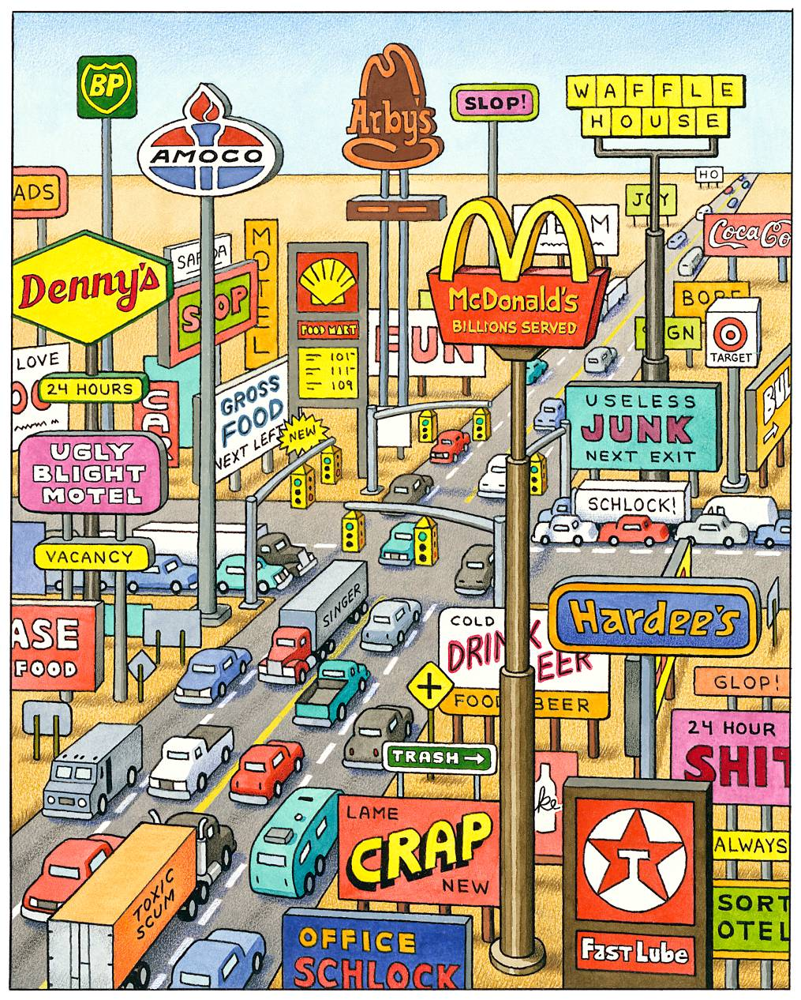 BP
AMOCO
Arby's
SLOP!
WAFFLE
HOUSE
HO
JOY
ADS
Denny's
24 HOURS
SLOP
MOTEL
FOOD MART
101
111
109
FUN
McDonald's
BILLIONS SERVED
Coca Co
BORE
GN
TARGET
LOVE
CAR
GROSS
FOOD
NEXT LEFT
NEW
USELESS
JUNK
NEXT EXIT
BUL
UGLY
BLIGHT
MOTEL
VACANCY
SCHLOCK!
SINGER
ASE
FOOD
COLD
DRINK
BEER
FOOD BEER
Hardee's
GLOP!
24 HOUR
SHIT
TRASH →
ke
LAME
CRAP
NEW
ALWAYS
SORT
OTEL
T
Fast Lube
TOXIC
SCUM
OFFICE
SCHLOCK